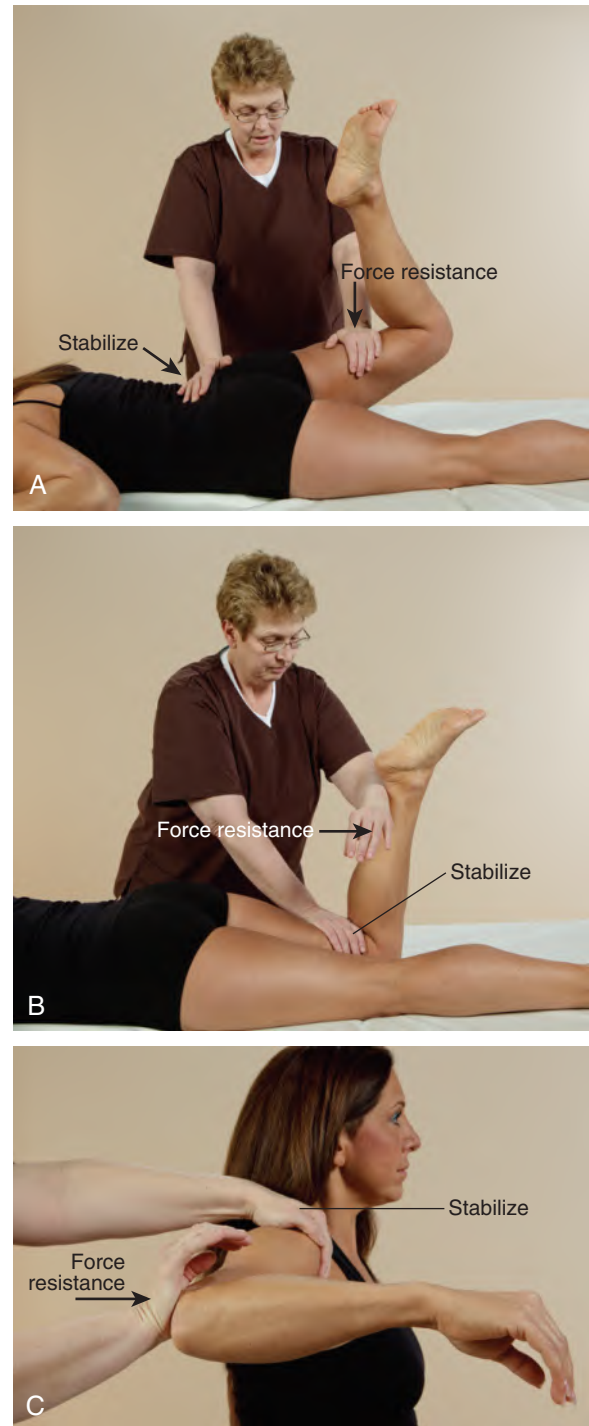 Force resistance
Stabilize
A
Force resistance
Stabilize
B
Stabilize
Force
resistance
C